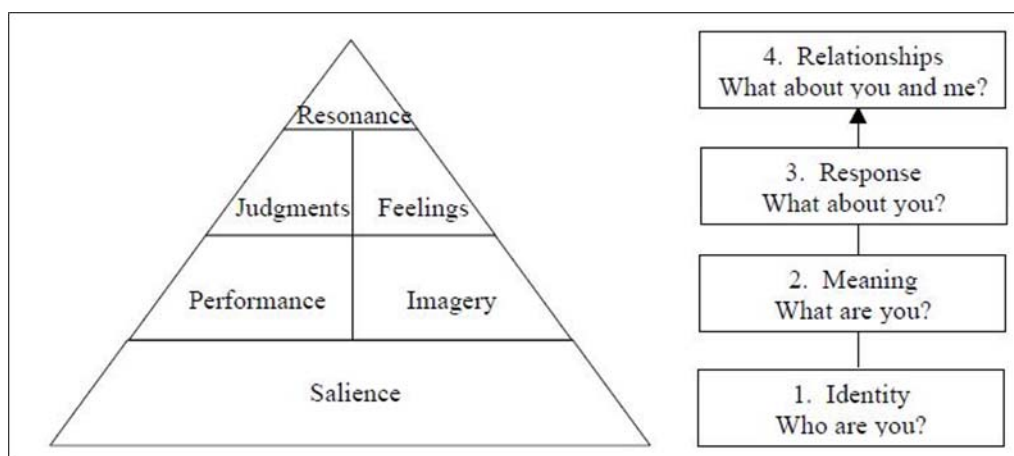 Resonance
Judgments Feelings
Performance Imagery
Salience
4. Relationships
What about you and me?
3. Response
What about you?
2. Meaning
What are you?
1. Identity
Who are you?